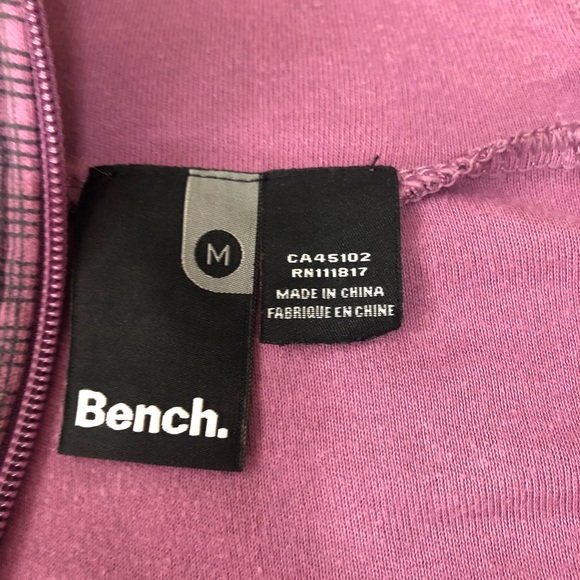 M
Bench.
CA45102
RN111817
MADE IN CHINA
FABRIQUE EN CHINE